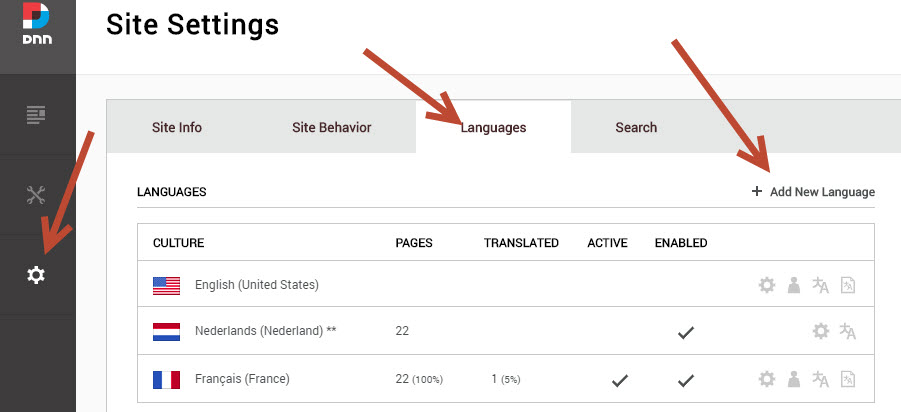 Site Settings
Dnn
Site Info Site Behavior Languages Search
LANGUAGES + Add New Language
CULTURE PAGES TRANSLATED ACTIVE ENABLED
English (United States)
Nederlands (Nederland) ** 22
Français (France) 22 (100%) 1 (5%)